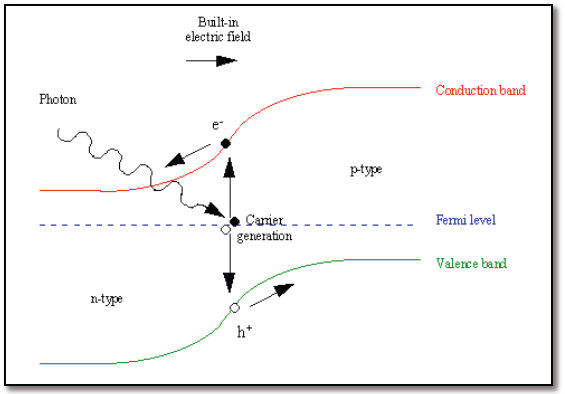 Built-in
electric field
Photon
Conduction band
e-
p-type
Carrier
generation
Fermi level
Valence band
n-type
h+